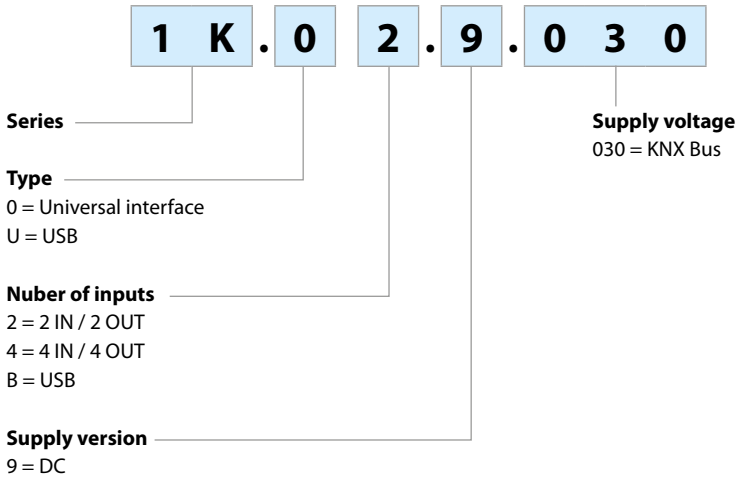 1 K . 0 2 . 9 . 0 3 0
Series
Supply voltage
030 = KNX Bus
Type
0 = Universal interface
U = USB
Nuber of inputs
2 = 2 IN / 2 OUT
4 = 4 IN / 4 OUT
B = USB
Supply version
9 = DC